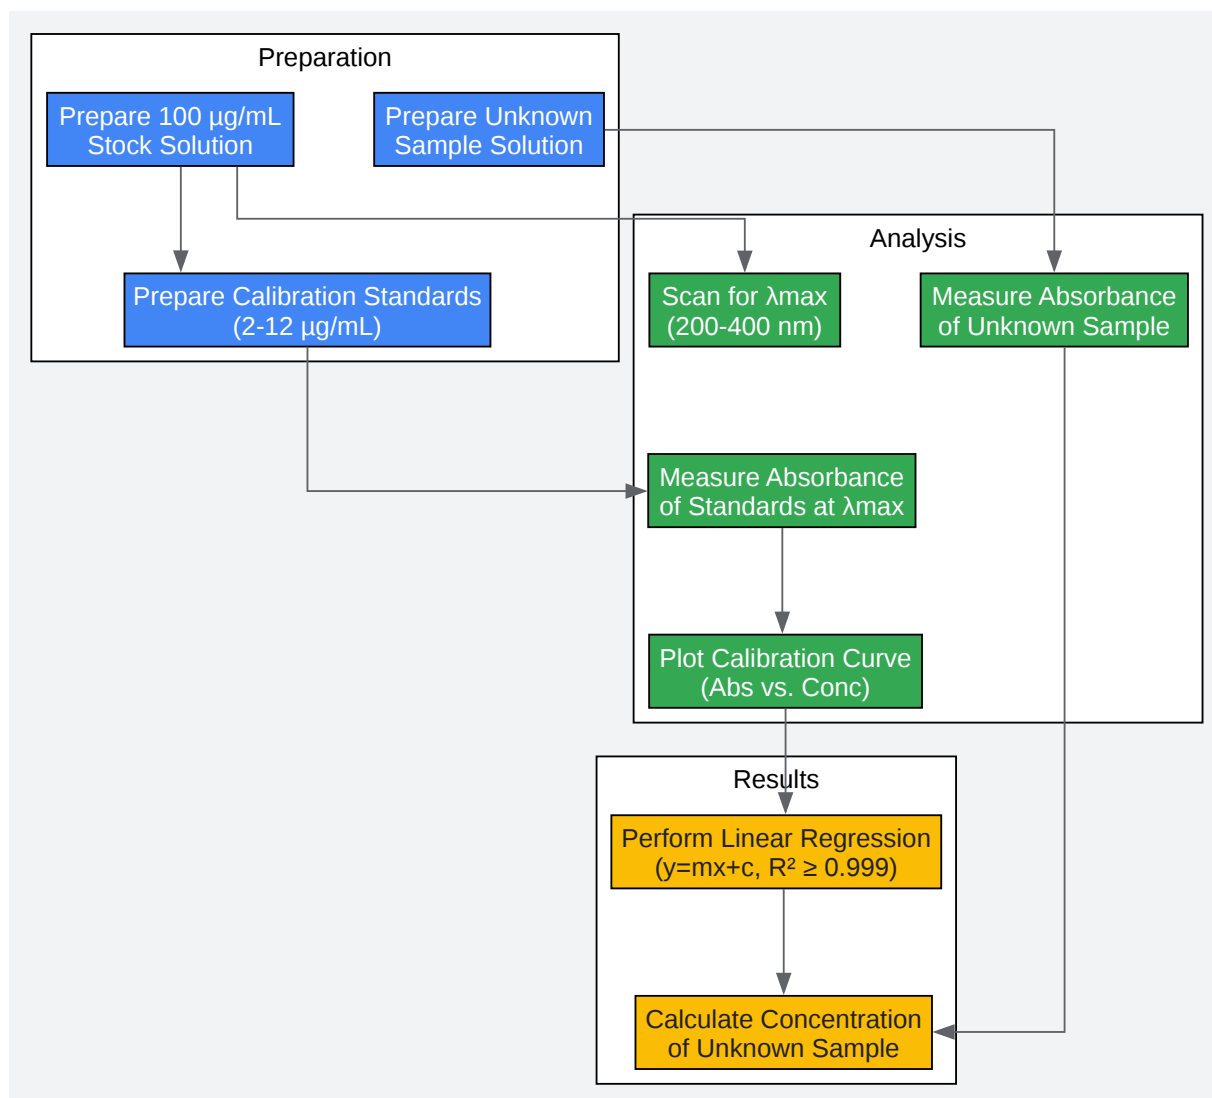 Preparation
Prepare 100 µg/mL
Stock Solution
Prepare Unknown
Sample Solution
Prepare Calibration Standards
(2-12 µg/mL)
Analysis
Scan for λmax
(200-400 nm)
Measure Absorbance
of Unknown Sample
Measure Absorbance
of Standards at λmax
Plot Calibration Curve
(Abs vs. Conc)
Results
Perform Linear Regression
(y=mx+c, R² ≥ 0.999)
Calculate Concentration
of Unknown Sample